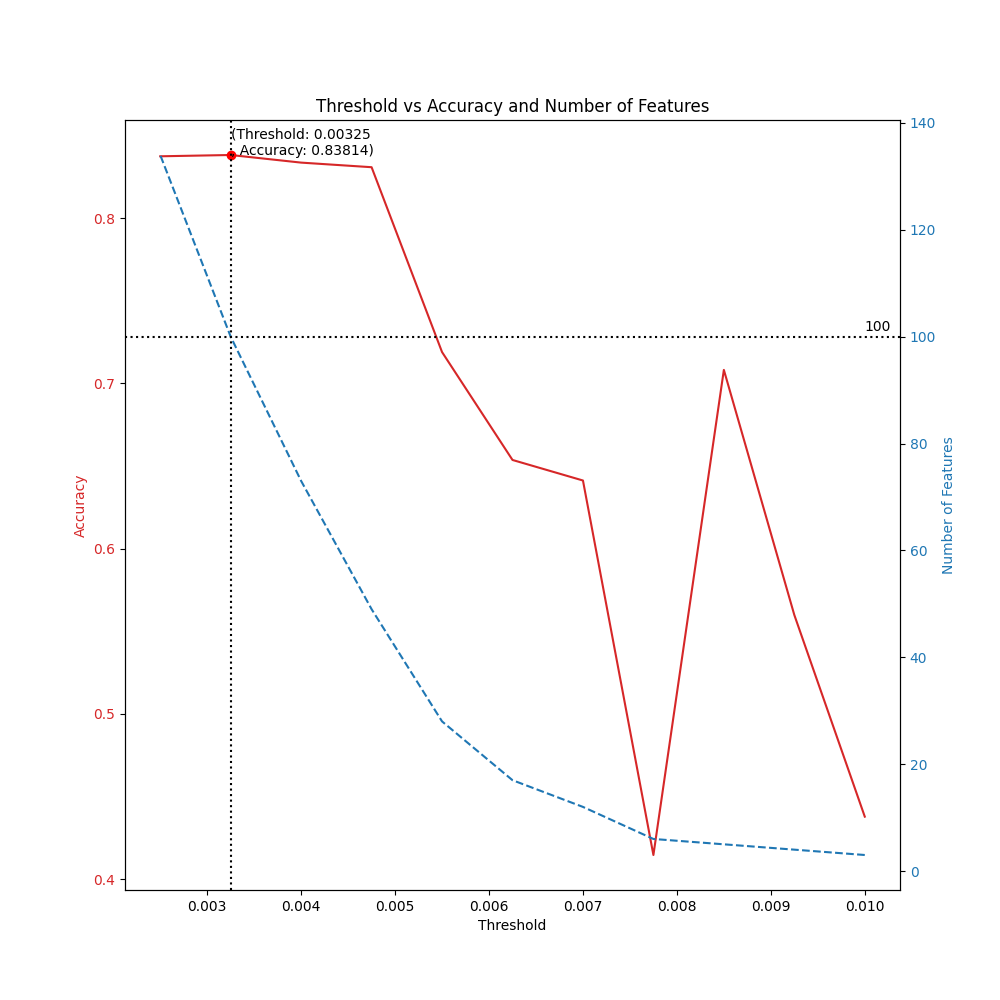 Threshold vs Accuracy and Number of Features
(Threshold: 0.00325
Accuracy: 0.83814)
100
Accuracy
0.8
0.7
0.6
0.5
0.4
140
120
100
80
60
40
20
0
Number of Features
0.003 0.004 0.005 0.006 0.007 0.008 0.009 0.010
Threshold